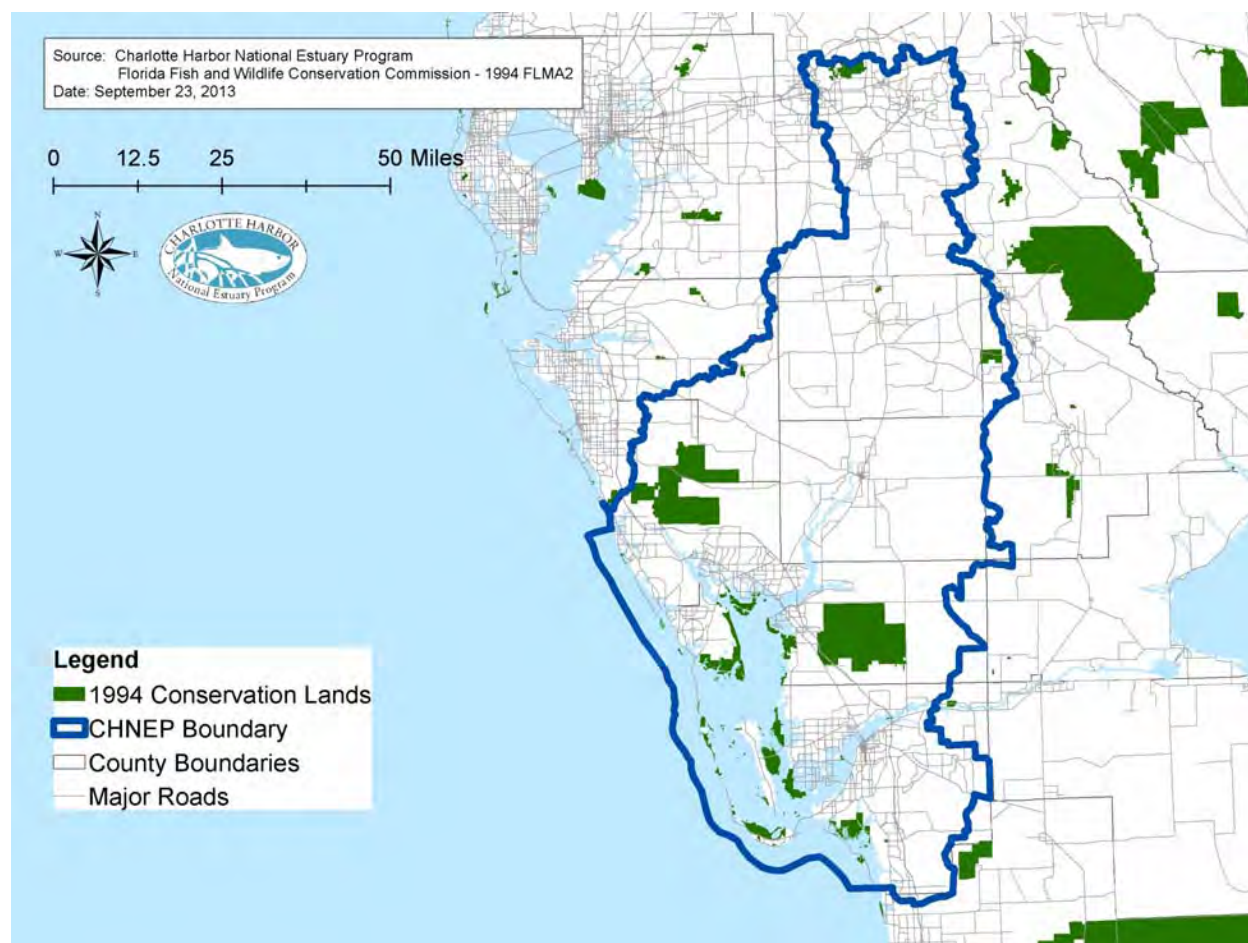 Source: Charlotte Harbor National Estuary Program
Florida Fish and Wildlife Conservation Commission - 1994 FLMA2
Date: September 23, 2013
0 12.5 25 50 Miles
N
W E
S
CHARLOTTE HARBOR
National Estuary Program
Legend
1994 Conservation Lands
CHNEP Boundary
County Boundaries
Major Roads